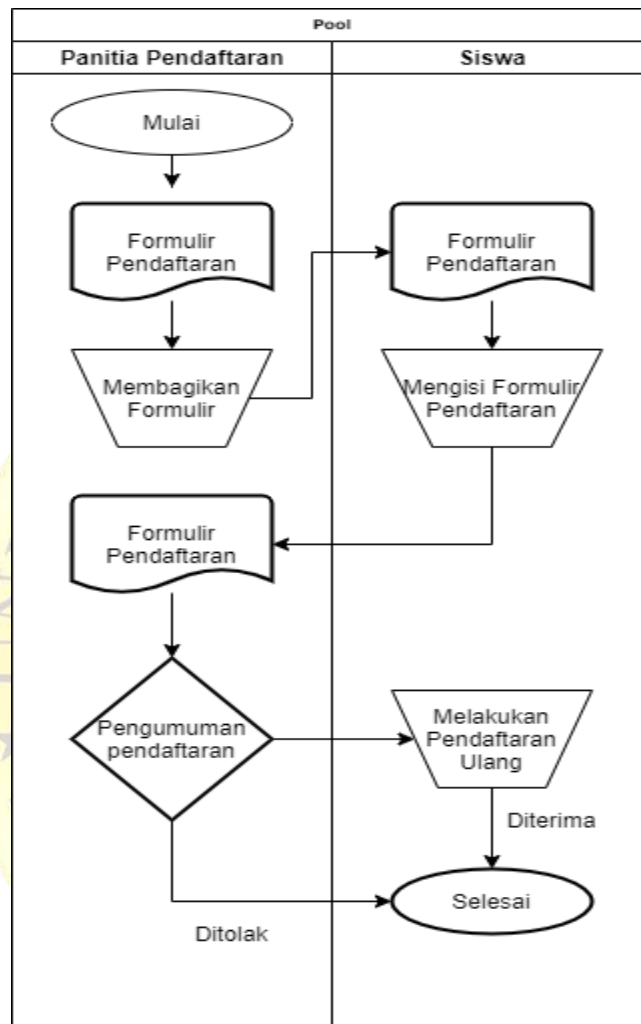 Pool
Panitia Pendaftaran
Siswa
Mulai
Formulir
Pendaftaran
Formulir
Pendaftaran
Membagikan
Formulir
Mengisi Formulir
Pendaftaran
Formulir
Pendaftaran
Pengumuman
pendaftaran
Melakukan
Pendaftaran
Ulang
Diterima
Selesai
Ditolak